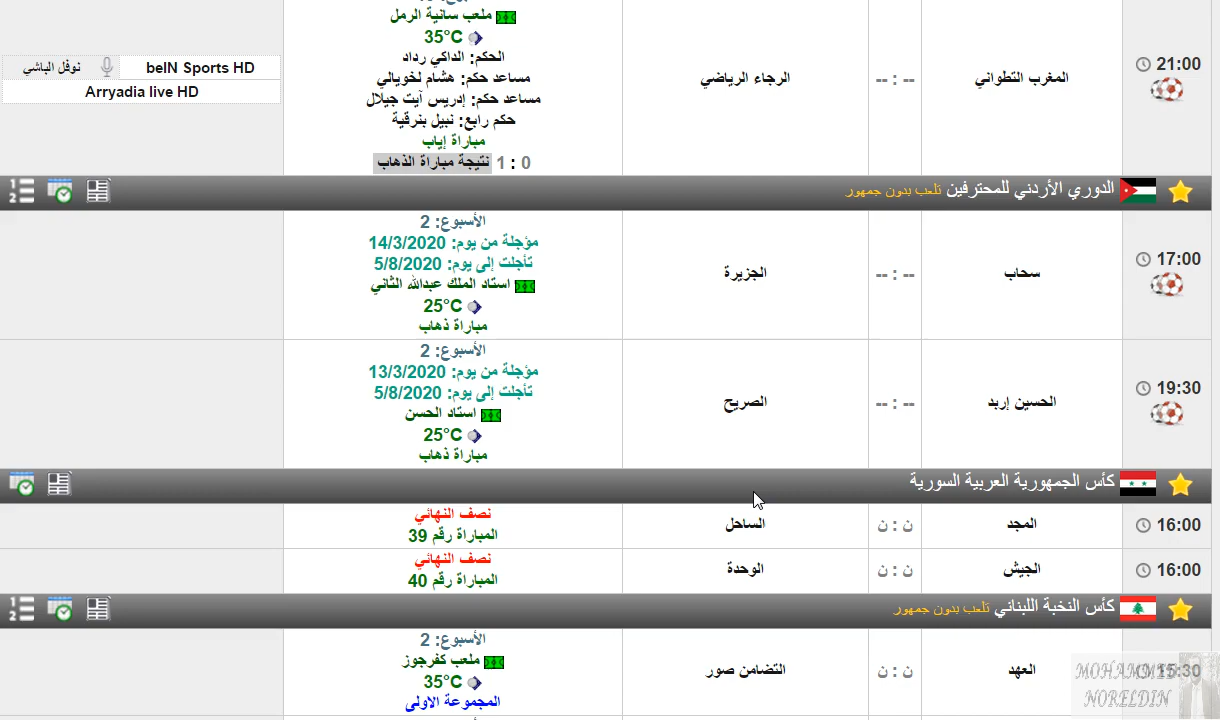 ملعب سانية الرمل
35°C
الحكم: الداكي رداد
مساعد حكم: هشام لخويالي
مساعد حكم: إدريس آيت جيلال
حكم رابع: نبيل بنرقية
مباراة إياب
نتيجة مباراة الذهاب 1 : 0
21:00
المغرب التطواني
-- : --
الرجاء الرياضي
beIN Sports HD
نوفل الباشي
Arryadia live HD
الدوري الأردني للمحترفين تلعب بدون جمهور
17:00
سحاب
-- : --
الجزيرة
الأسبوع: 2
مؤجلة من يوم: 14/3/2020
تأجلت إلى يوم: 5/8/2020
استاد الملك عبدالله الثاني
25°C
مباراة ذهاب
19:30
الحسين إربد
-- : --
الصريح
الأسبوع: 2
مؤجلة من يوم: 13/3/2020
تأجلت إلى يوم: 5/8/2020
استاد الحسن
25°C
مباراة ذهاب
كأس الجمهورية العربية السورية
16:00
المجد
ن : ن
الساحل
نصف النهائي
المباراة رقم 39
16:00
الجيش
ن : ن
الوحدة
نصف النهائي
المباراة رقم 40
كأس النخبة اللبناني تلعب بدون جمهور
15:30
العهد
ن : ن
التضامن صور
الأسبوع: 2
ملعب كفرجوز
35°C
المجموعة الاولى
MOHAMMED
NORELDIN